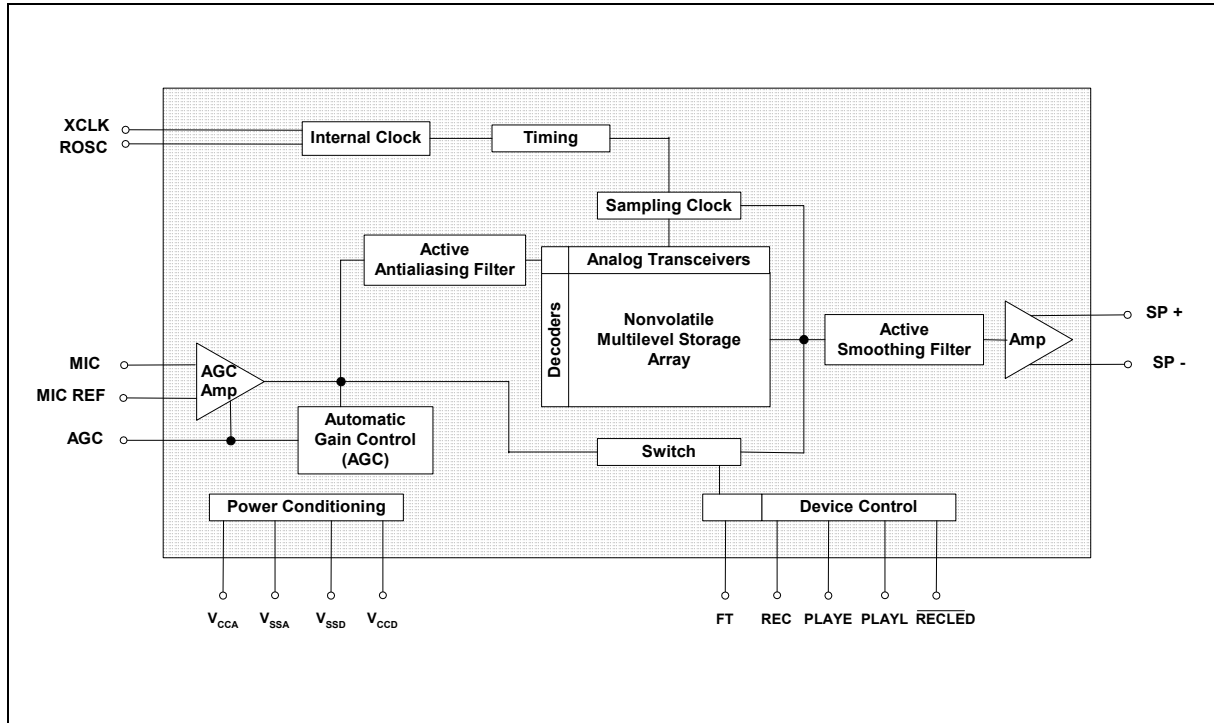 XCLK
ROSC
Internal Clock
Timing
Sampling Clock
Active
Antialiasing Filter
Analog Transceivers
Decoders
Nonvolatile
Multilevel Storage
Array
Active
Smoothing Filter
Amp
SP +
SP -
MIC
MIC REF
AGC
AGC
Amp
Automatic
Gain Control
(AGC)
Switch
Power Conditioning
Device Control
VCCA
VSSA
VSSD
VCCD
FT
REC
PLAYE
PLAYL
RECLED